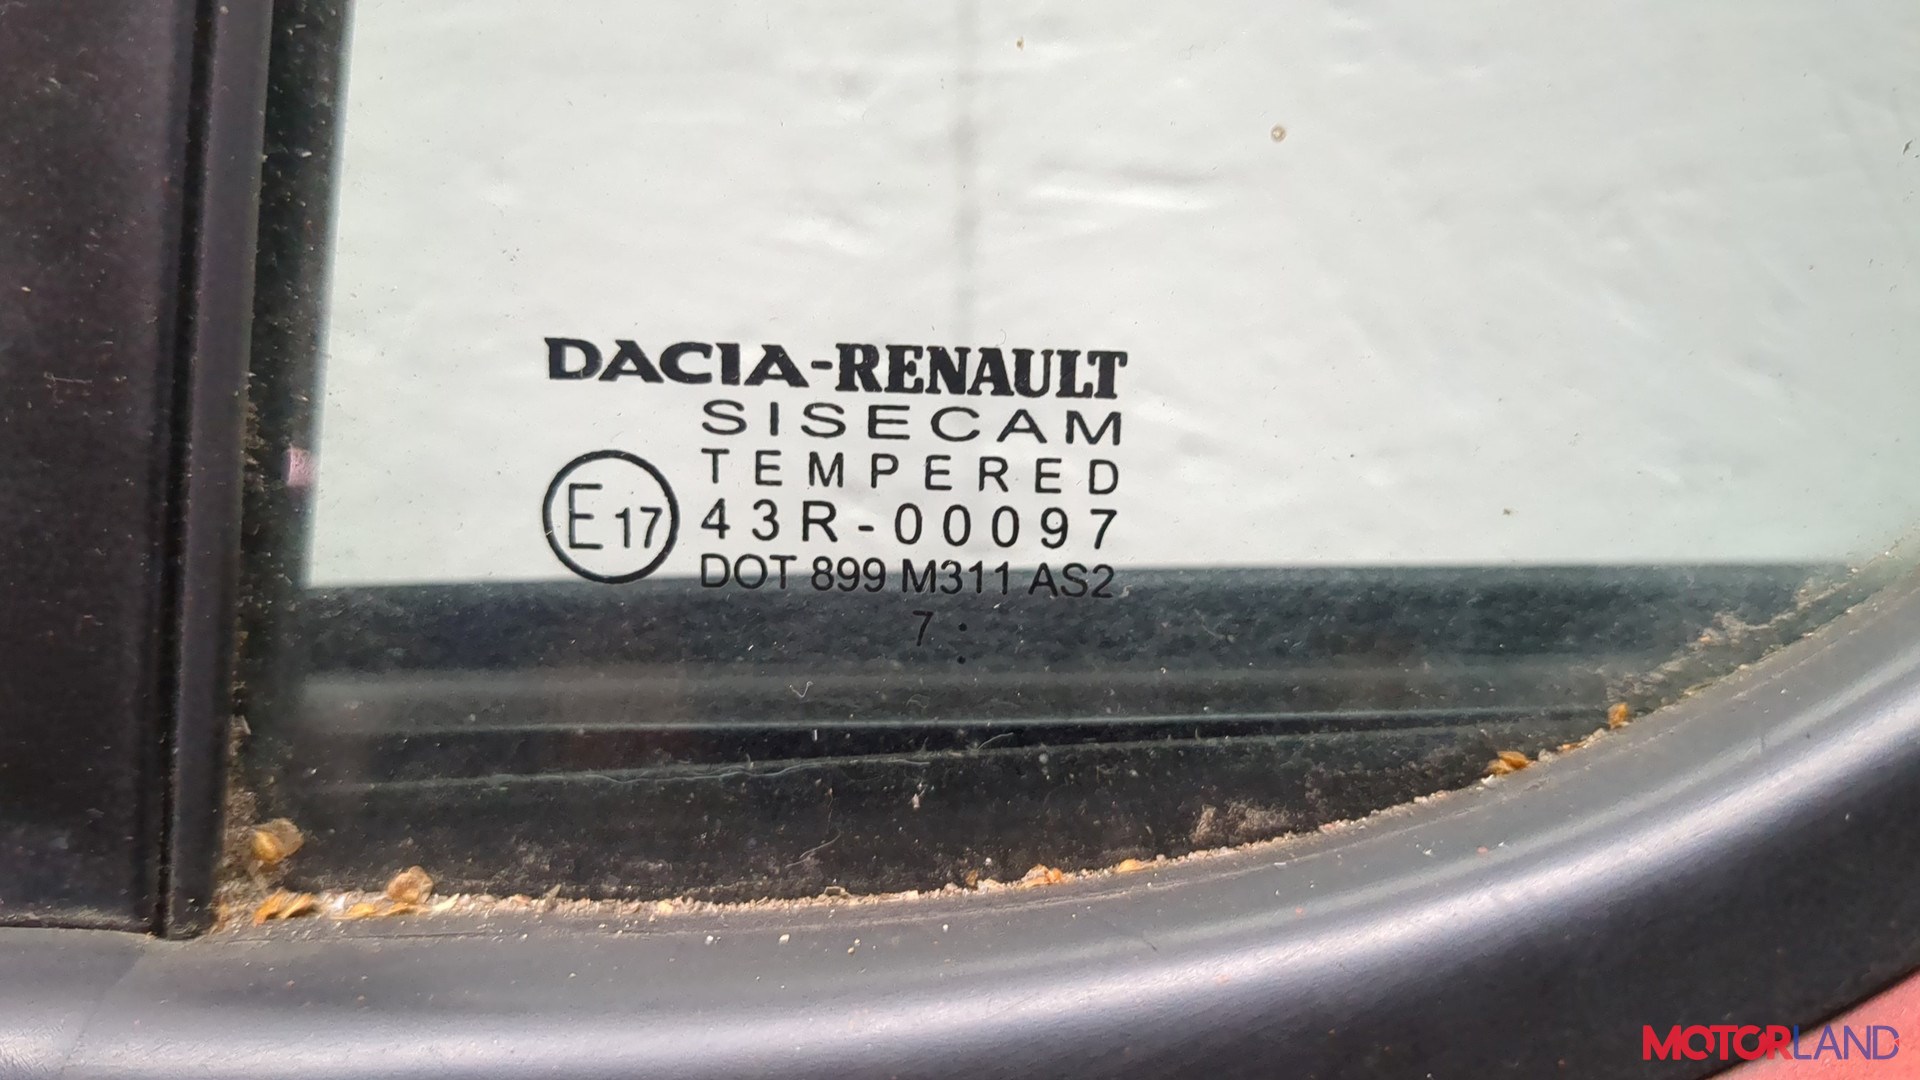 DACIA-RENAULT
SISECAM
TEMPERED
E17 43R-00097
DOT 899 M311 AS2
7 :
MOTORLAND